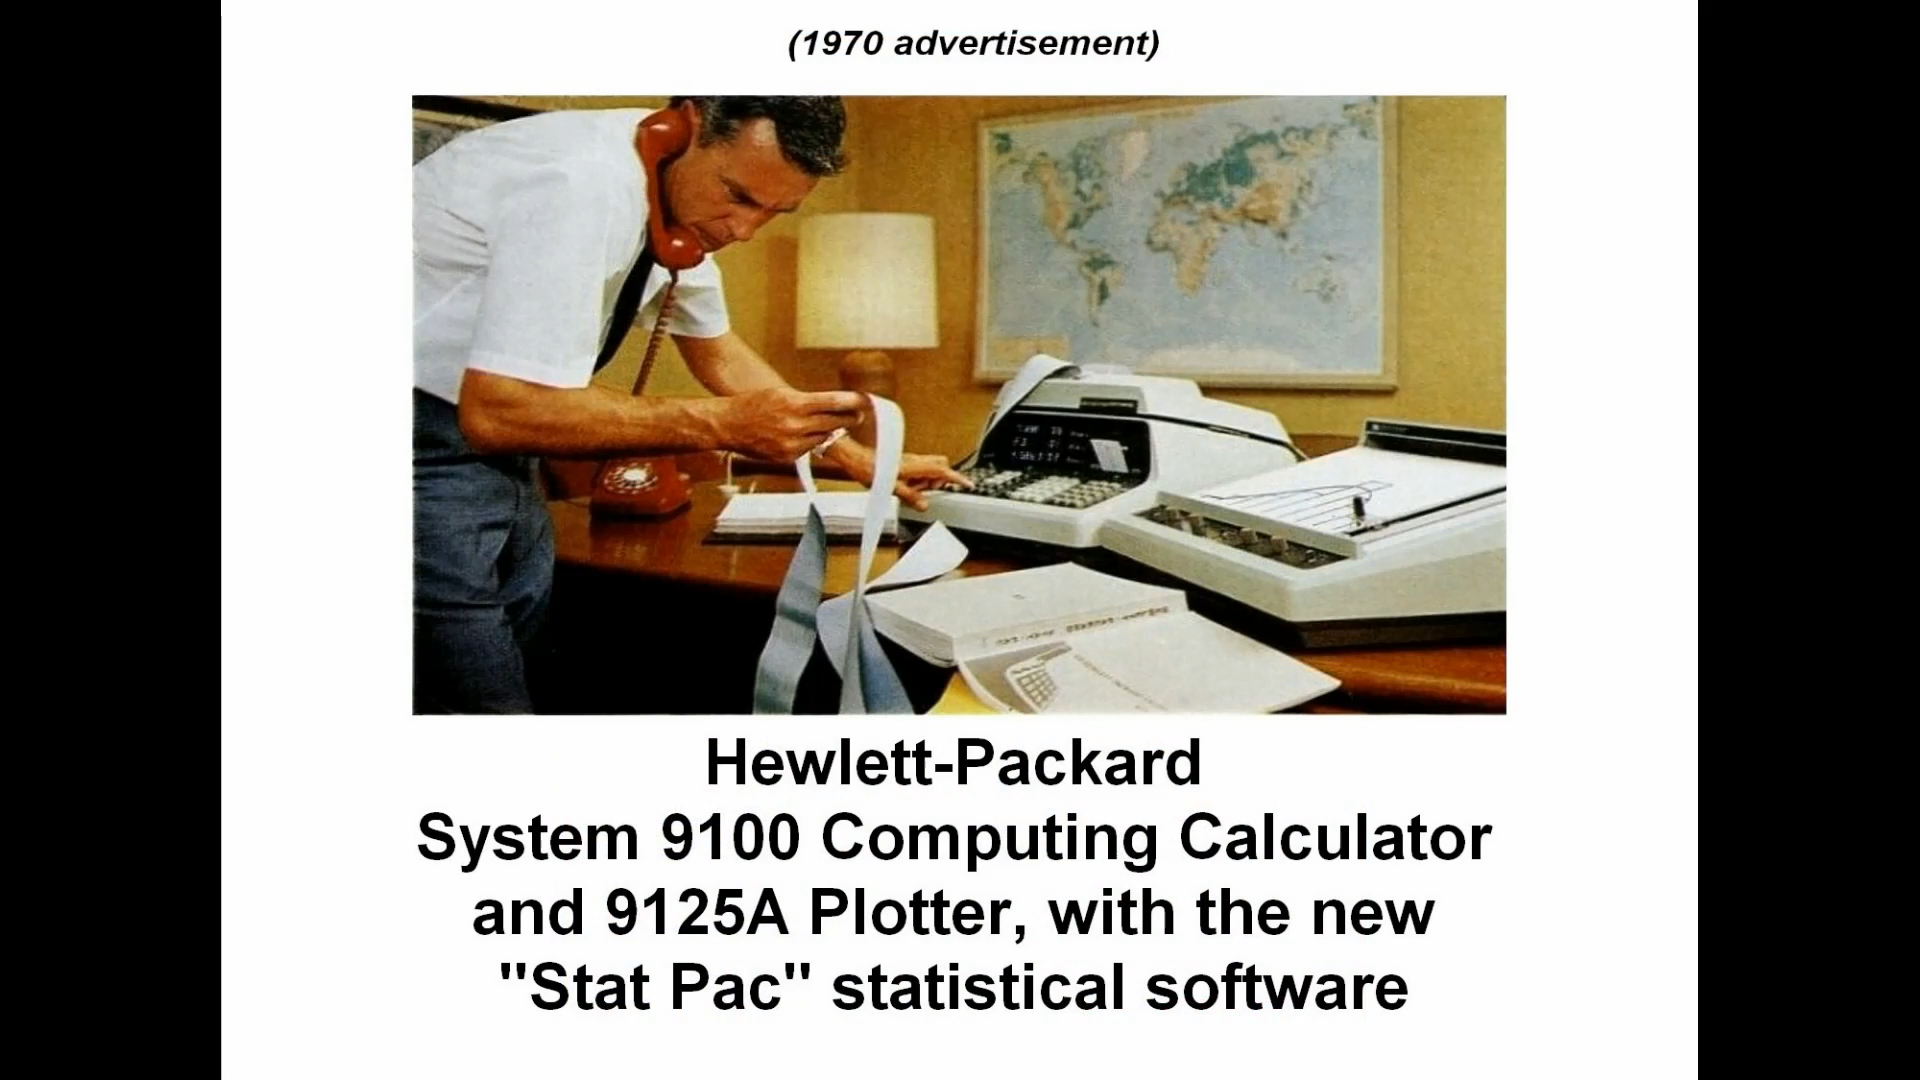 (1970 advertisement)
Hewlett-Packard
System 9100 Computing Calculator
and 9125A Plotter, with the new
"Stat Pac" statistical software